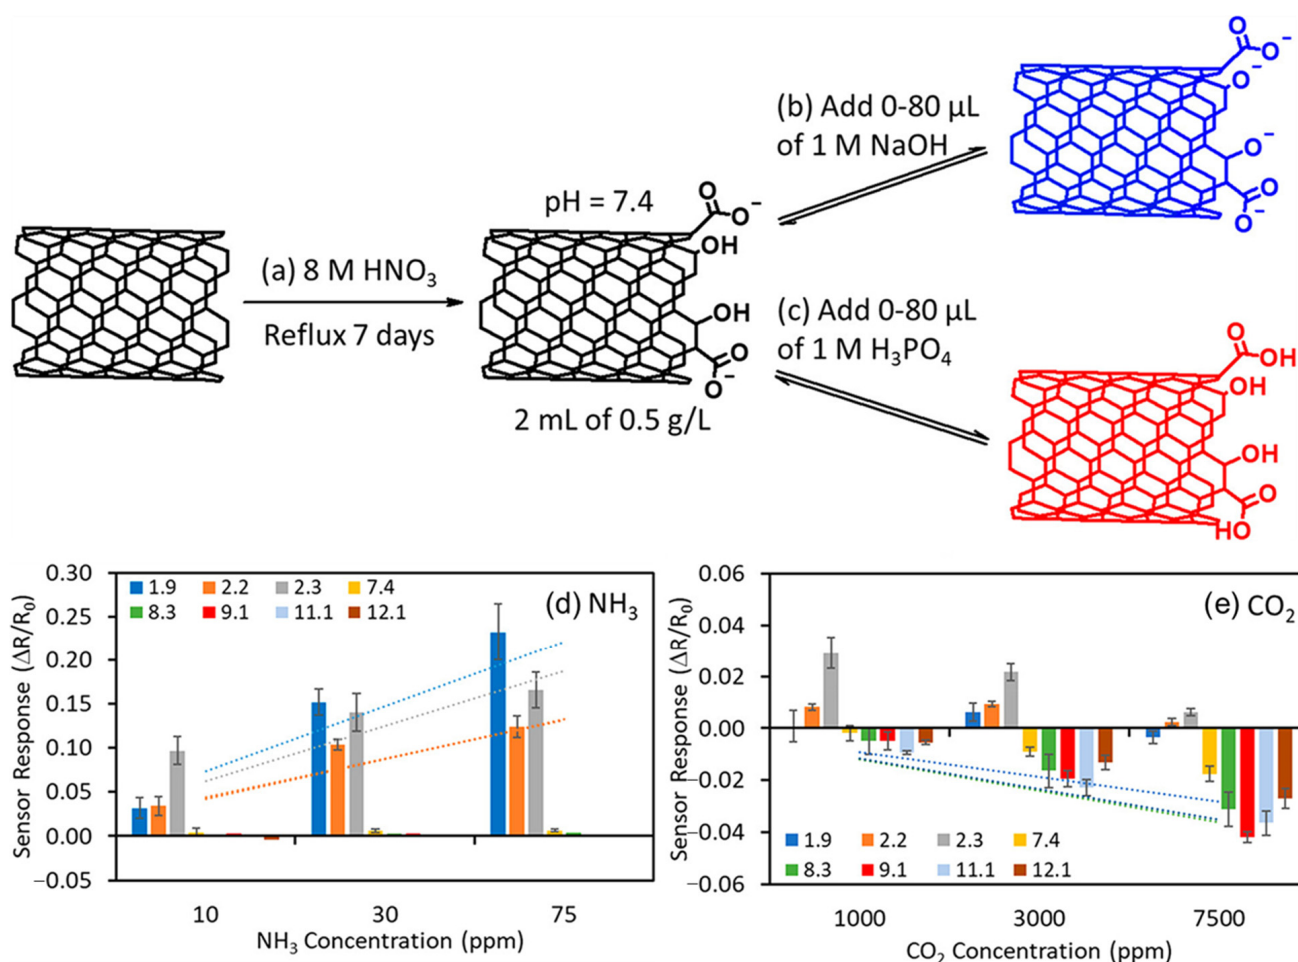 (a) 8 M HNO₃
Reflux 7 days
pH = 7.4
O
O⁻
OH
OH
O
O⁻
2 mL of 0.5 g/L
(b) Add 0-80 µL
of 1 M NaOH
O
O⁻
O⁻
O⁻
O
O⁻
(c) Add 0-80 µL
of 1 M H₃PO₄
O
OH
OH
OH
O
HO
(d) NH₃
1.9 2.2 2.3 7.4
8.3 9.1 11.1 12.1
Sensor Response (ΔR/R₀)
0.30
0.25
0.20
0.15
0.10
0.05
0.00
−0.05
10 30 75
NH₃ Concentration (ppm)
(e) CO₂
Sensor Response (ΔR/R₀)
0.06
0.04
0.02
0.00
−0.02
−0.04
−0.06
1.9 2.2 2.3 7.4
8.3 9.1 11.1 12.1
1000 3000 7500
CO₂ Concentration (ppm)